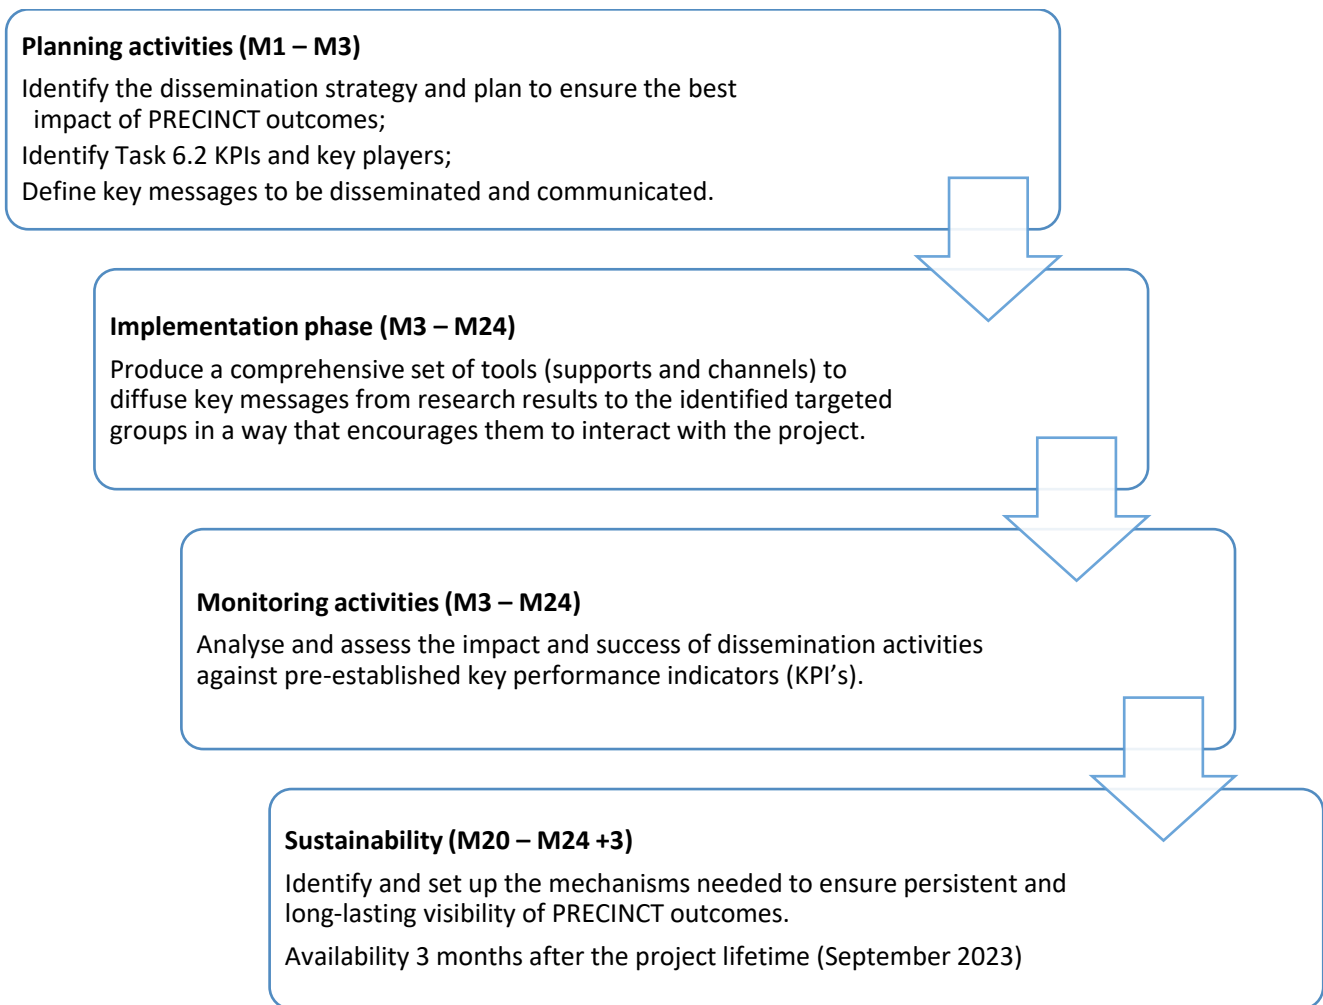 Planning activities (M1 – M3)
Identify the dissemination strategy and plan to ensure the best
impact of PRECINCT outcomes;
Identify Task 6.2 KPIs and key players;
Define key messages to be disseminated and communicated.
Implementation phase (M3 – M24)
Produce a comprehensive set of tools (supports and channels) to
diffuse key messages from research results to the identified targeted
groups in a way that encourages them to interact with the project.
Monitoring activities (M3 – M24)
Analyse and assess the impact and success of dissemination activities
against pre-established key performance indicators (KPI’s).
Sustainability (M20 – M24 +3)
Identify and set up the mechanisms needed to ensure persistent and
long-lasting visibility of PRECINCT outcomes.
Availability 3 months after the project lifetime (September 2023)